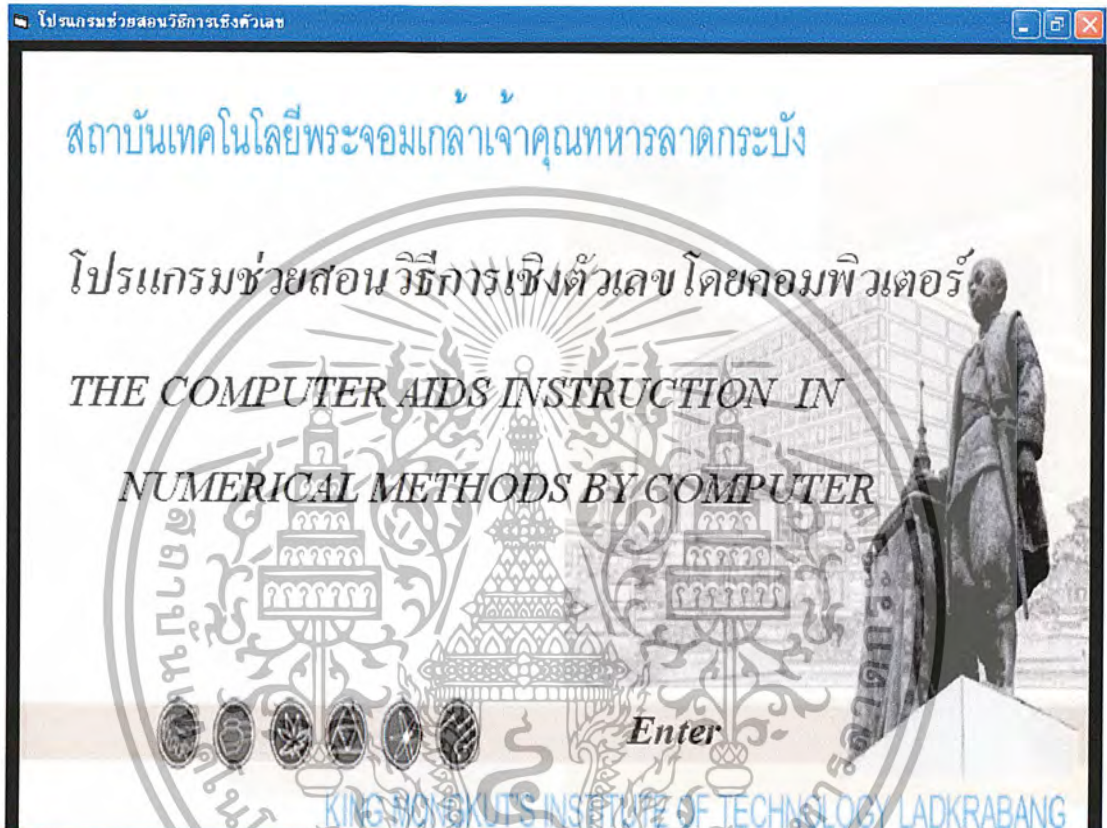 โปรแกรมช่วยสอนวิธีการเชิงตัวเลข
สถาบันเทคโนโลยีพระจอมเกล้าเจ้าคุณทหารลาดกระบัง
โปรแกรมช่วยสอนวิธีการเชิงตัวเลขโดยคอมพิวเตอร์
THE COMPUTER AIDS INSTRUCTION IN
NUMERICAL METHODS BY COMPUTER
Enter
KING MONGKUT'S INSTITUTE OF TECHNOLOGY LADKRABANG